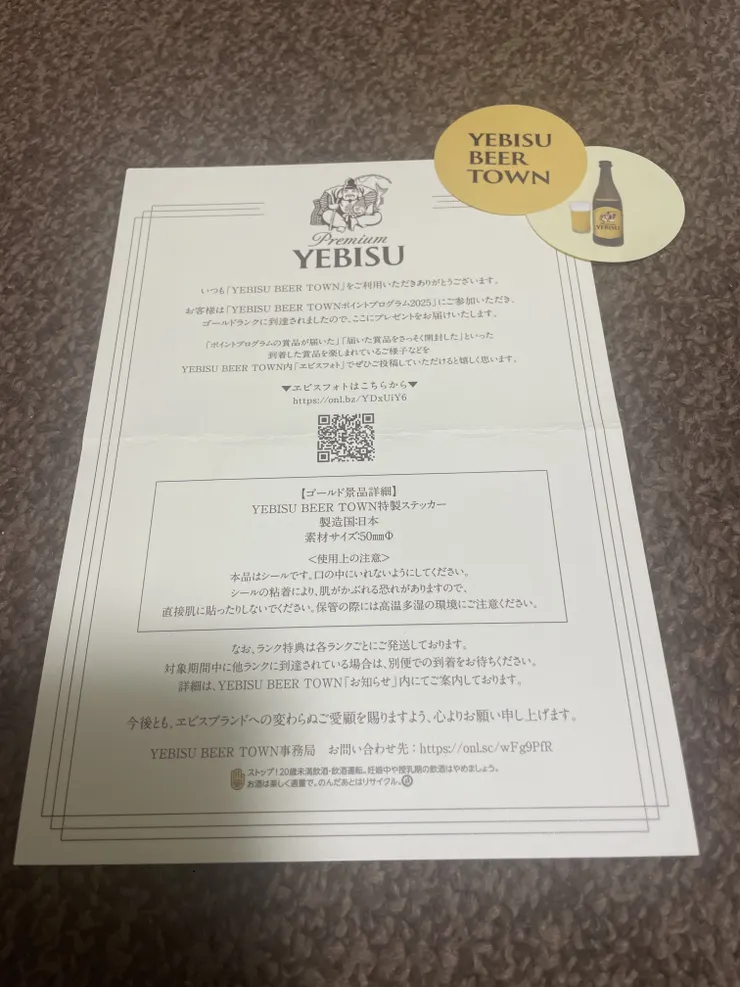 YEBISU
BEER
TOWN
YEBISU
Premium
YEBISU
いつも「YEBISU BEER TOWN」をご利用いただきありがとうございます。
お客様は「YEBISU BEER TOWNポイントプログラム2025」にご参加いただき、
ゴールドランクに到達されましたので、ここにプレゼントをお届けいたします。
「ポイントプログラムの賞品が届いた」「届いた賞品をさっそく開封した」といった
到着した賞品を楽しまれているご様子などを
YEBISU BEER TOWN内「ヱビスフォト」でぜひご投稿していただけると嬉しく思います。
▼ヱビスフォトはこちらから▼
https://onl.bz/YDxUiY6
【ゴールド景品詳細】
YEBISU BEER TOWN特製ステッカー
製造国:日本
素材サイズ:50mmΦ
<使用上の注意>
本品はシールです。口の中にいれないようにしてください。
シールの粘着により、肌がかぶれる恐れがありますので、
直接肌に貼ったりしないでください。保管の際には高温多湿の環境にご注意ください。
なお、ランク特典は各ランクごとにご発送しております。
対象期間中に他ランクに到達されている場合は、別便での到着をお待ちください。
詳細は、YEBISU BEER TOWN「お知らせ」内にてご案内しております。
今後とも、ヱビスブランドへの変わらぬご愛顧を賜りますよう、心よりお願い申し上げます。
YEBISU BEER TOWN事務局 お問い合わせ先：https://onl.sc/wFg9PfR
ストップ!20歳未満飲酒・飲酒運転。妊娠中や授乳期の飲酒はやめましょう。
お酒は楽しく適量で。のんだあとはリサイクル。